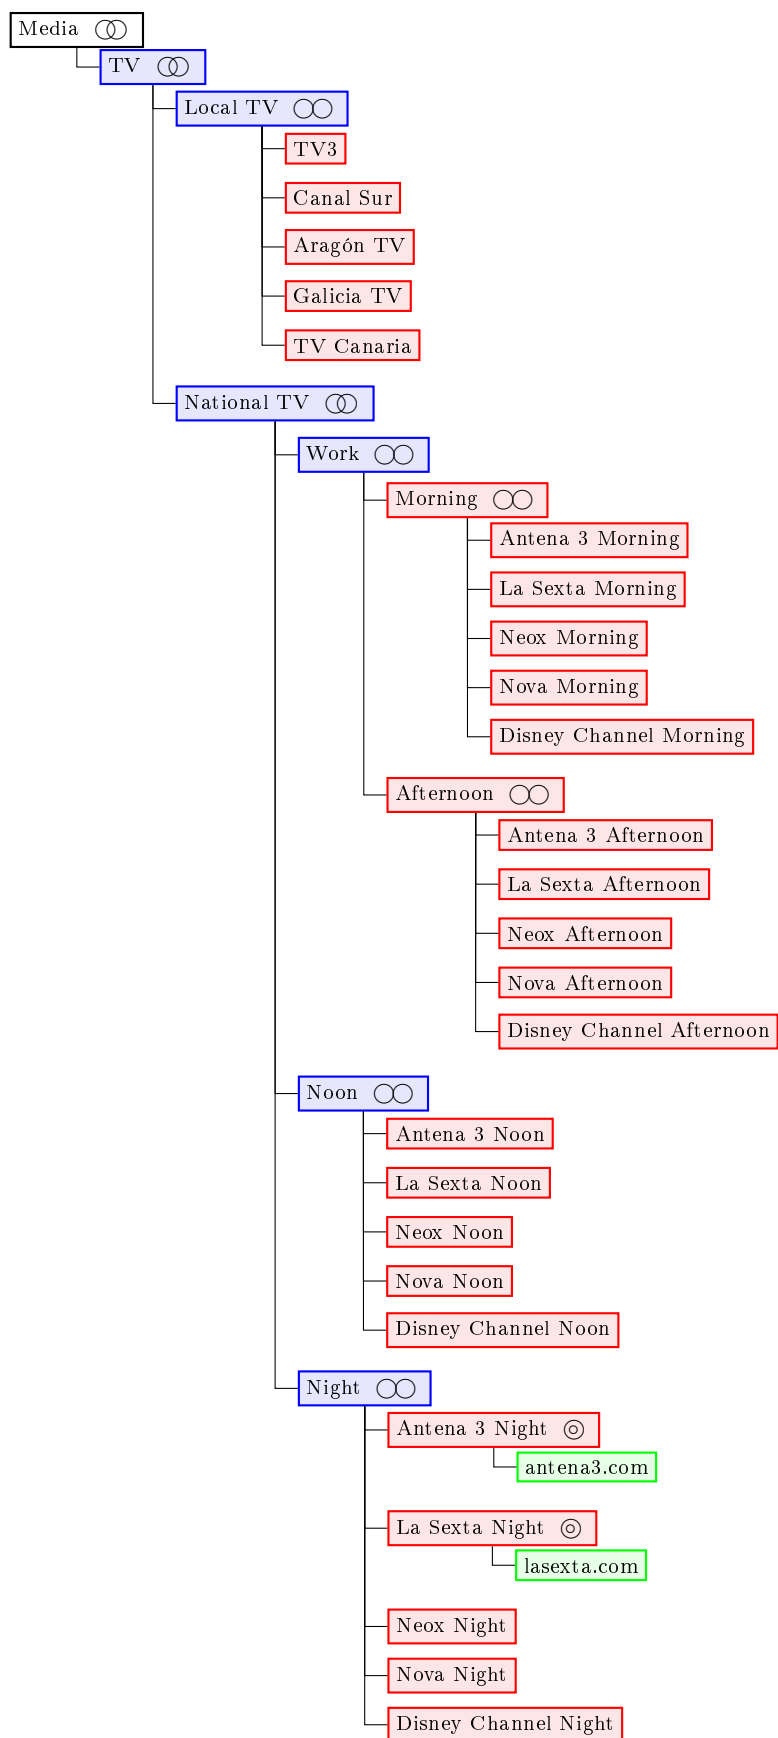 Media
TV
Local TV
TV3
Canal Sur
Aragón TV
Galicia TV
TV Canaria
National TV
Work
Morning
Antena 3 Morning
La Sexta Morning
Neox Morning
Nova Morning
Disney Channel Morning
Afternoon
Antena 3 Afternoon
La Sexta Afternoon
Neox Afternoon
Nova Afternoon
Disney Channel Afternoon
Noon
Antena 3 Noon
La Sexta Noon
Neox Noon
Nova Noon
Disney Channel Noon
Night
Antena 3 Night
antena3.com
La Sexta Night
lasexta.com
Neox Night
Nova Night
Disney Channel Night